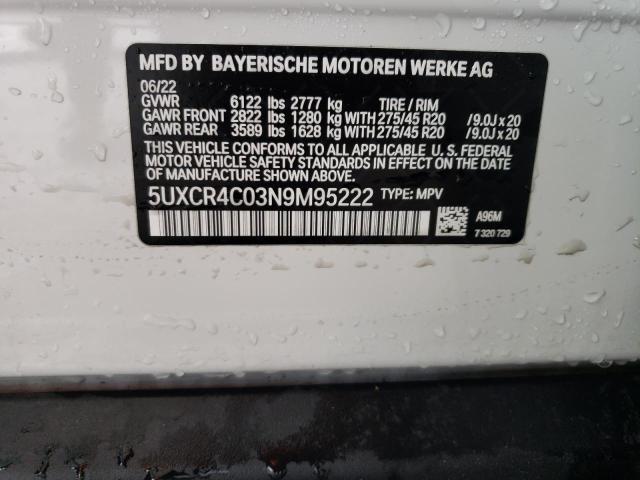 MFD BY BAYERISCHE MOTOREN WERKE AG
06/22
GVWR 6122 lbs 2777 kg TIRE / RIM
GAWR FRONT 2822 lbs 1280 kg WITH 275/45 R20 /9.0J x 20
GAWR REAR 3589 lbs 1628 kg WITH 275/45 R20 /9.0J x 20
THIS VEHICLE CONFORMS TO ALL APPLICABLE U. S. FEDERAL
MOTOR VEHICLE SAFETY STANDARDS IN EFFECT ON THE DATE OF
MANUFACTURE SHOWN ABOVE.
5UXCR4C03N9M95222 TYPE: MPV
A96M
7 320 729